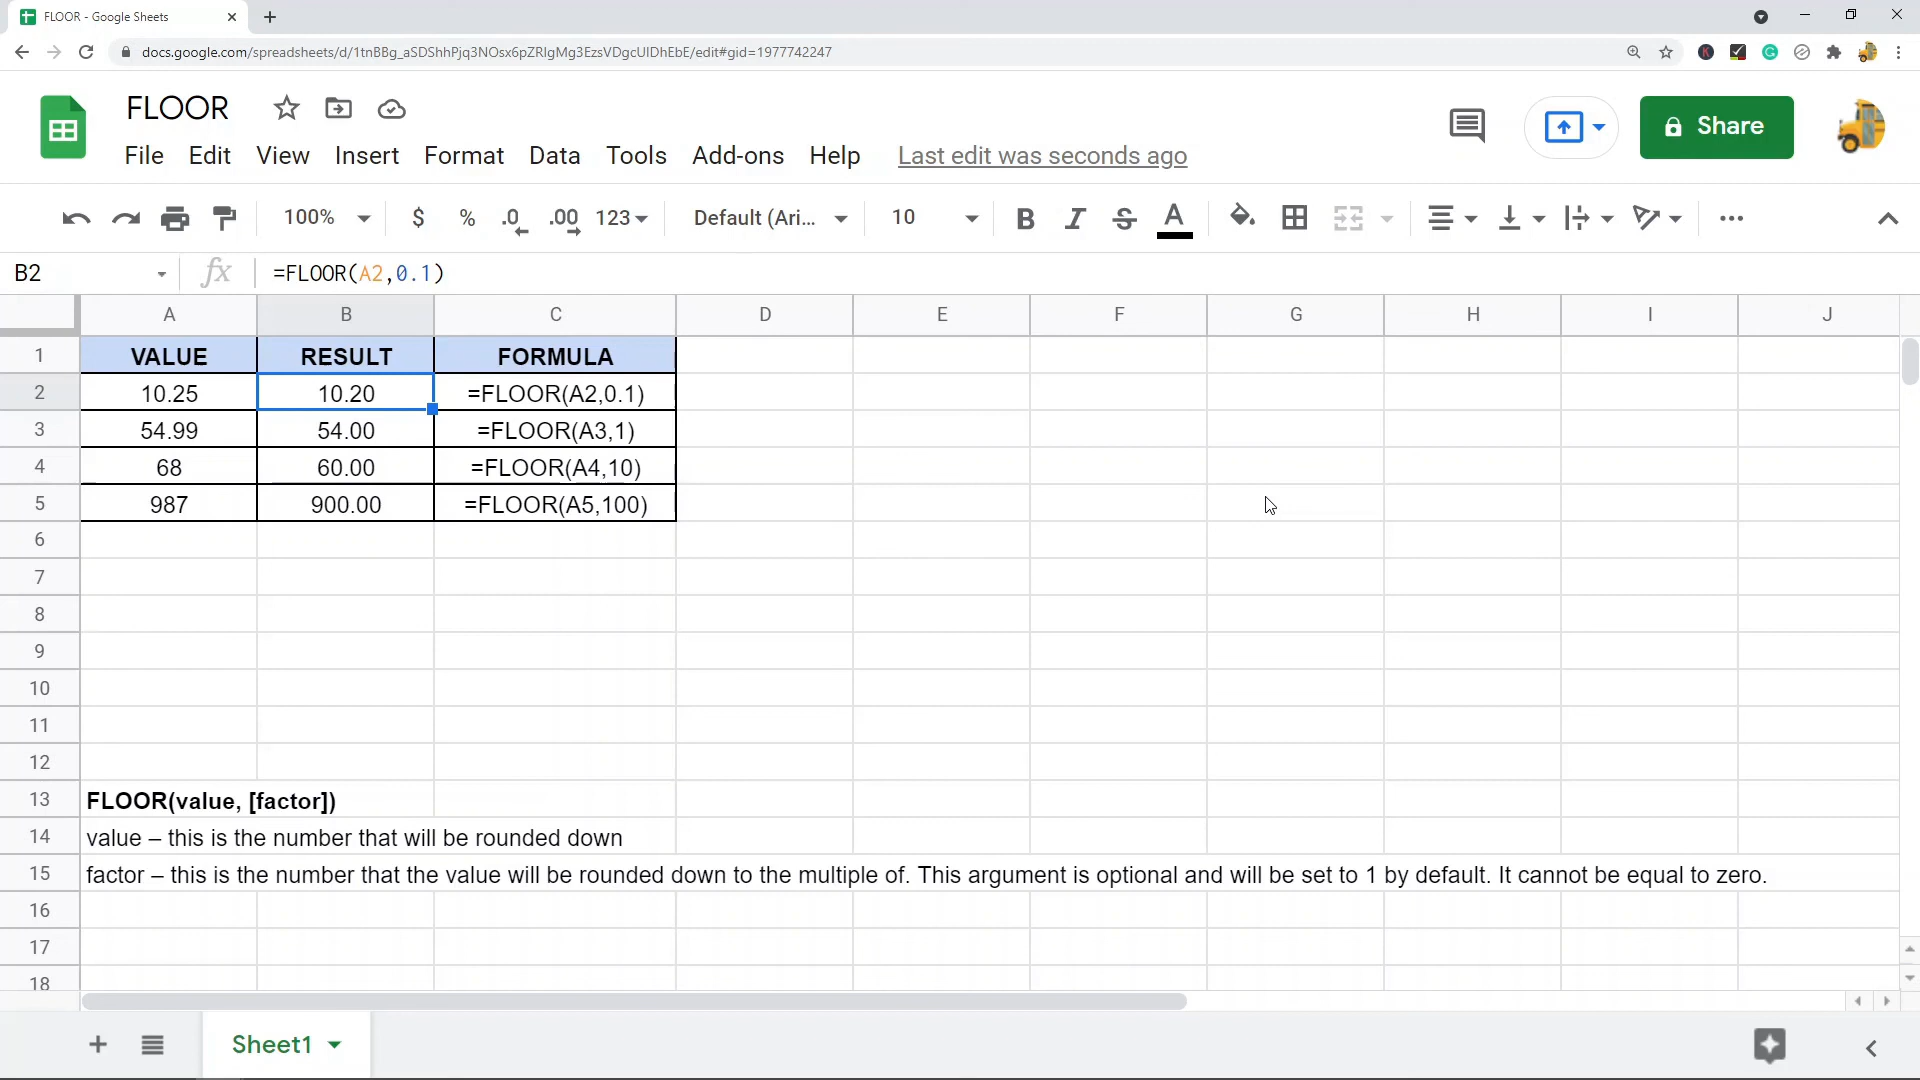 FLOOR - Google Sheets
docs.google.com/spreadsheets/d/1tnBBg_aSDShhPjq3NOsx6pZRIgMg3EzsVDgcUIDhEbE/edit#gid=1977742247
FLOOR
Share
File Edit View Insert Format Data Tools Add-ons Help Last edit was seconds ago
100% $ % .0 .00 123 Default (Ari... 10 B I S A
B2 fx =FLOOR(A2,0.1)
A B C D E F G H I J
1 VALUE RESULT FORMULA
2 10.25 10.20 =FLOOR(A2,0.1)
3 54.99 54.00 =FLOOR(A3,1)
4 68 60.00 =FLOOR(A4,10)
5 987 900.00 =FLOOR(A5,100)
6
7
8
9
10
11
12
13 FLOOR(value, [factor])
14 value – this is the number that will be rounded down
15 factor – this is the number that the value will be rounded down to the multiple of. This argument is optional and will be set to 1 by default. It cannot be equal to zero.
16
17
18
Sheet1